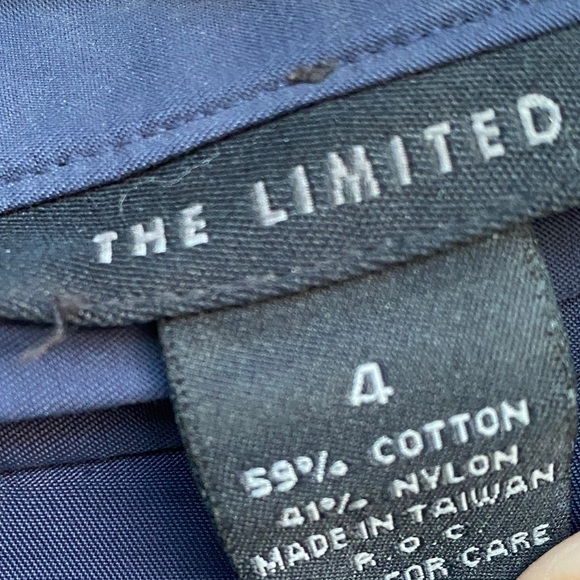 THE LIMITED
4
59% COTTON
41% NYLON
MADE IN TAIWAN
R.O.C.
FOR CARE